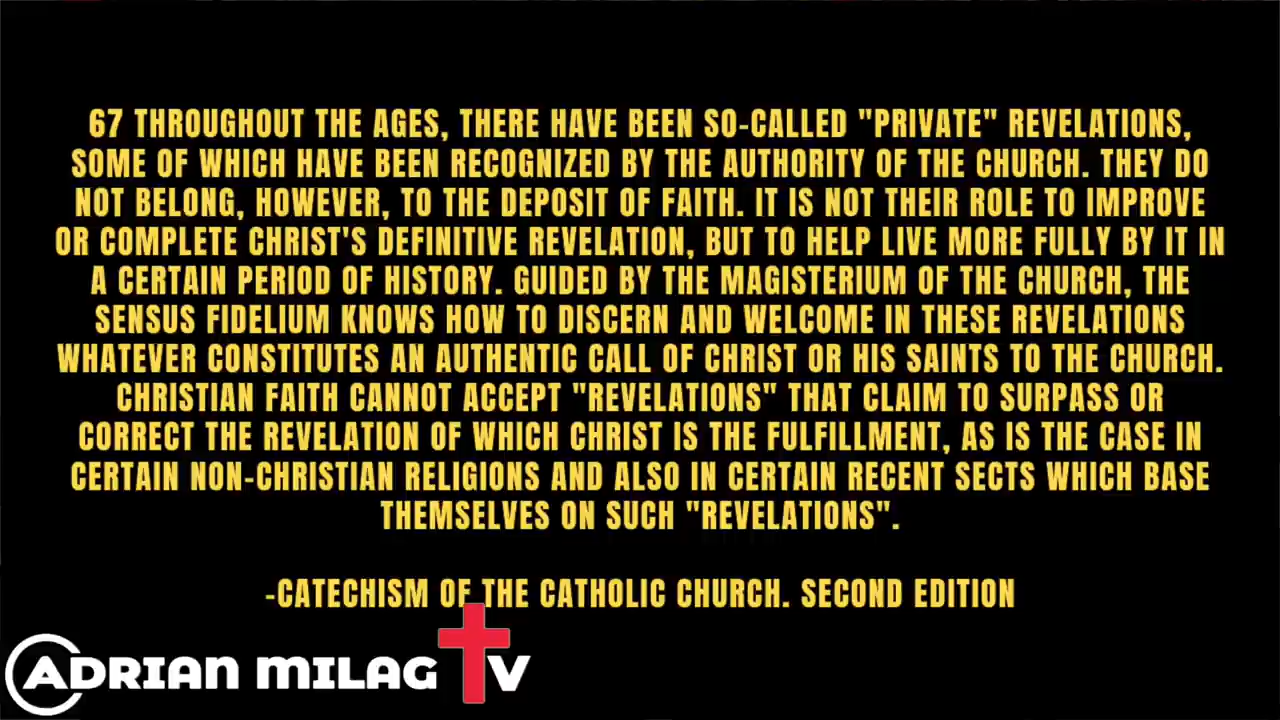 67 THROUGHOUT THE AGES, THERE HAVE BEEN SO-CALLED "PRIVATE" REVELATIONS,
SOME OF WHICH HAVE BEEN RECOGNIZED BY THE AUTHORITY OF THE CHURCH. THEY DO
NOT BELONG, HOWEVER, TO THE DEPOSIT OF FAITH. IT IS NOT THEIR ROLE TO IMPROVE
OR COMPLETE CHRIST'S DEFINITIVE REVELATION, BUT TO HELP LIVE MORE FULLY BY IT IN
A CERTAIN PERIOD OF HISTORY. GUIDED BY THE MAGISTERIUM OF THE CHURCH, THE
SENSUS FIDELIUM KNOWS HOW TO DISCERN AND WELCOME IN THESE REVELATIONS
WHATEVER CONSTITUTES AN AUTHENTIC CALL OF CHRIST OR HIS SAINTS TO THE CHURCH.
CHRISTIAN FAITH CANNOT ACCEPT "REVELATIONS" THAT CLAIM TO SURPASS OR
CORRECT THE REVELATION OF WHICH CHRIST IS THE FULFILLMENT, AS IS THE CASE IN
CERTAIN NON-CHRISTIAN RELIGIONS AND ALSO IN CERTAIN RECENT SECTS WHICH BASE
THEMSELVES ON SUCH "REVELATIONS".
-CATECHISM OF THE CATHOLIC CHURCH. SECOND EDITION
ADRIAN MILAG TV